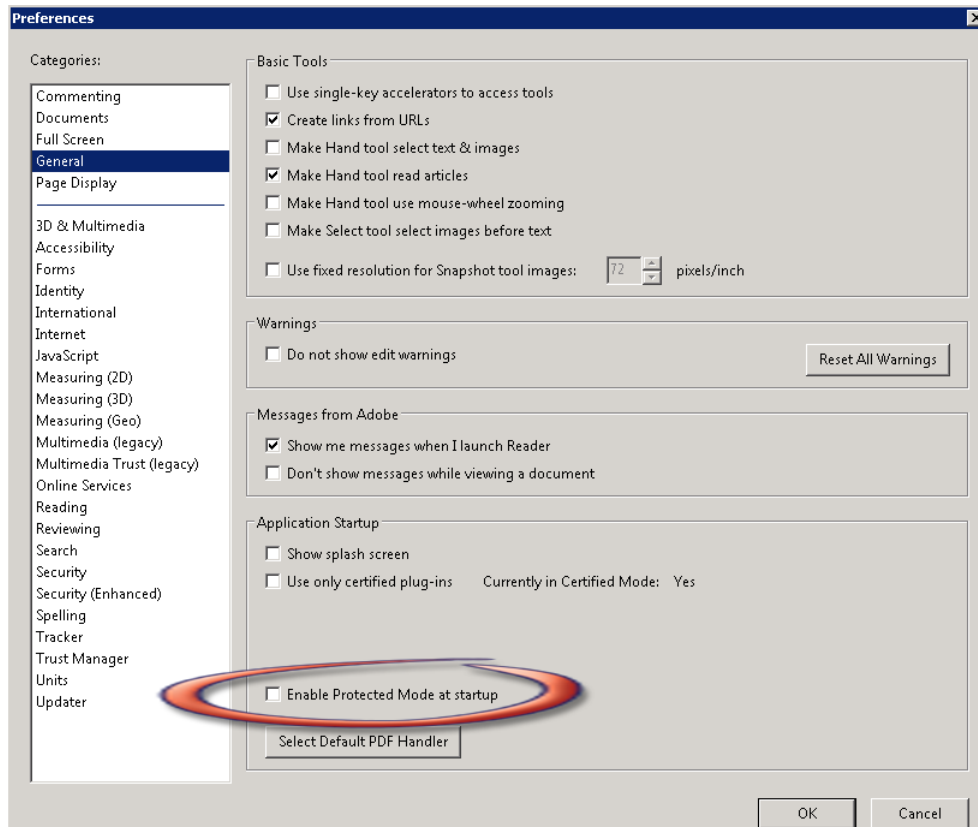 Preferences
Categories:
Commenting
Documents
Full Screen
General
Page Display
3D & Multimedia
Accessibility
Forms
Identity
International
Internet
JavaScript
Measuring (2D)
Measuring (3D)
Measuring (Geo)
Multimedia (legacy)
Multimedia Trust (legacy)
Online Services
Reading
Reviewing
Search
Security
Security (Enhanced)
Spelling
Tracker
Trust Manager
Units
Updater
Basic Tools
Use single-key accelerators to access tools
Create links from URLs
Make Hand tool select text & images
Make Hand tool read articles
Make Hand tool use mouse-wheel zooming
Make Select tool select images before text
Use fixed resolution for Snapshot tool images: 72 pixels/inch
Warnings
Do not show edit warnings
Reset All Warnings
Messages from Adobe
Show me messages when I launch Reader
Don't show messages while viewing a document
Application Startup
Show splash screen
Use only certified plug-ins Currently in Certified Mode: Yes
Enable Protected Mode at startup
Select Default PDF Handler
OK Cancel